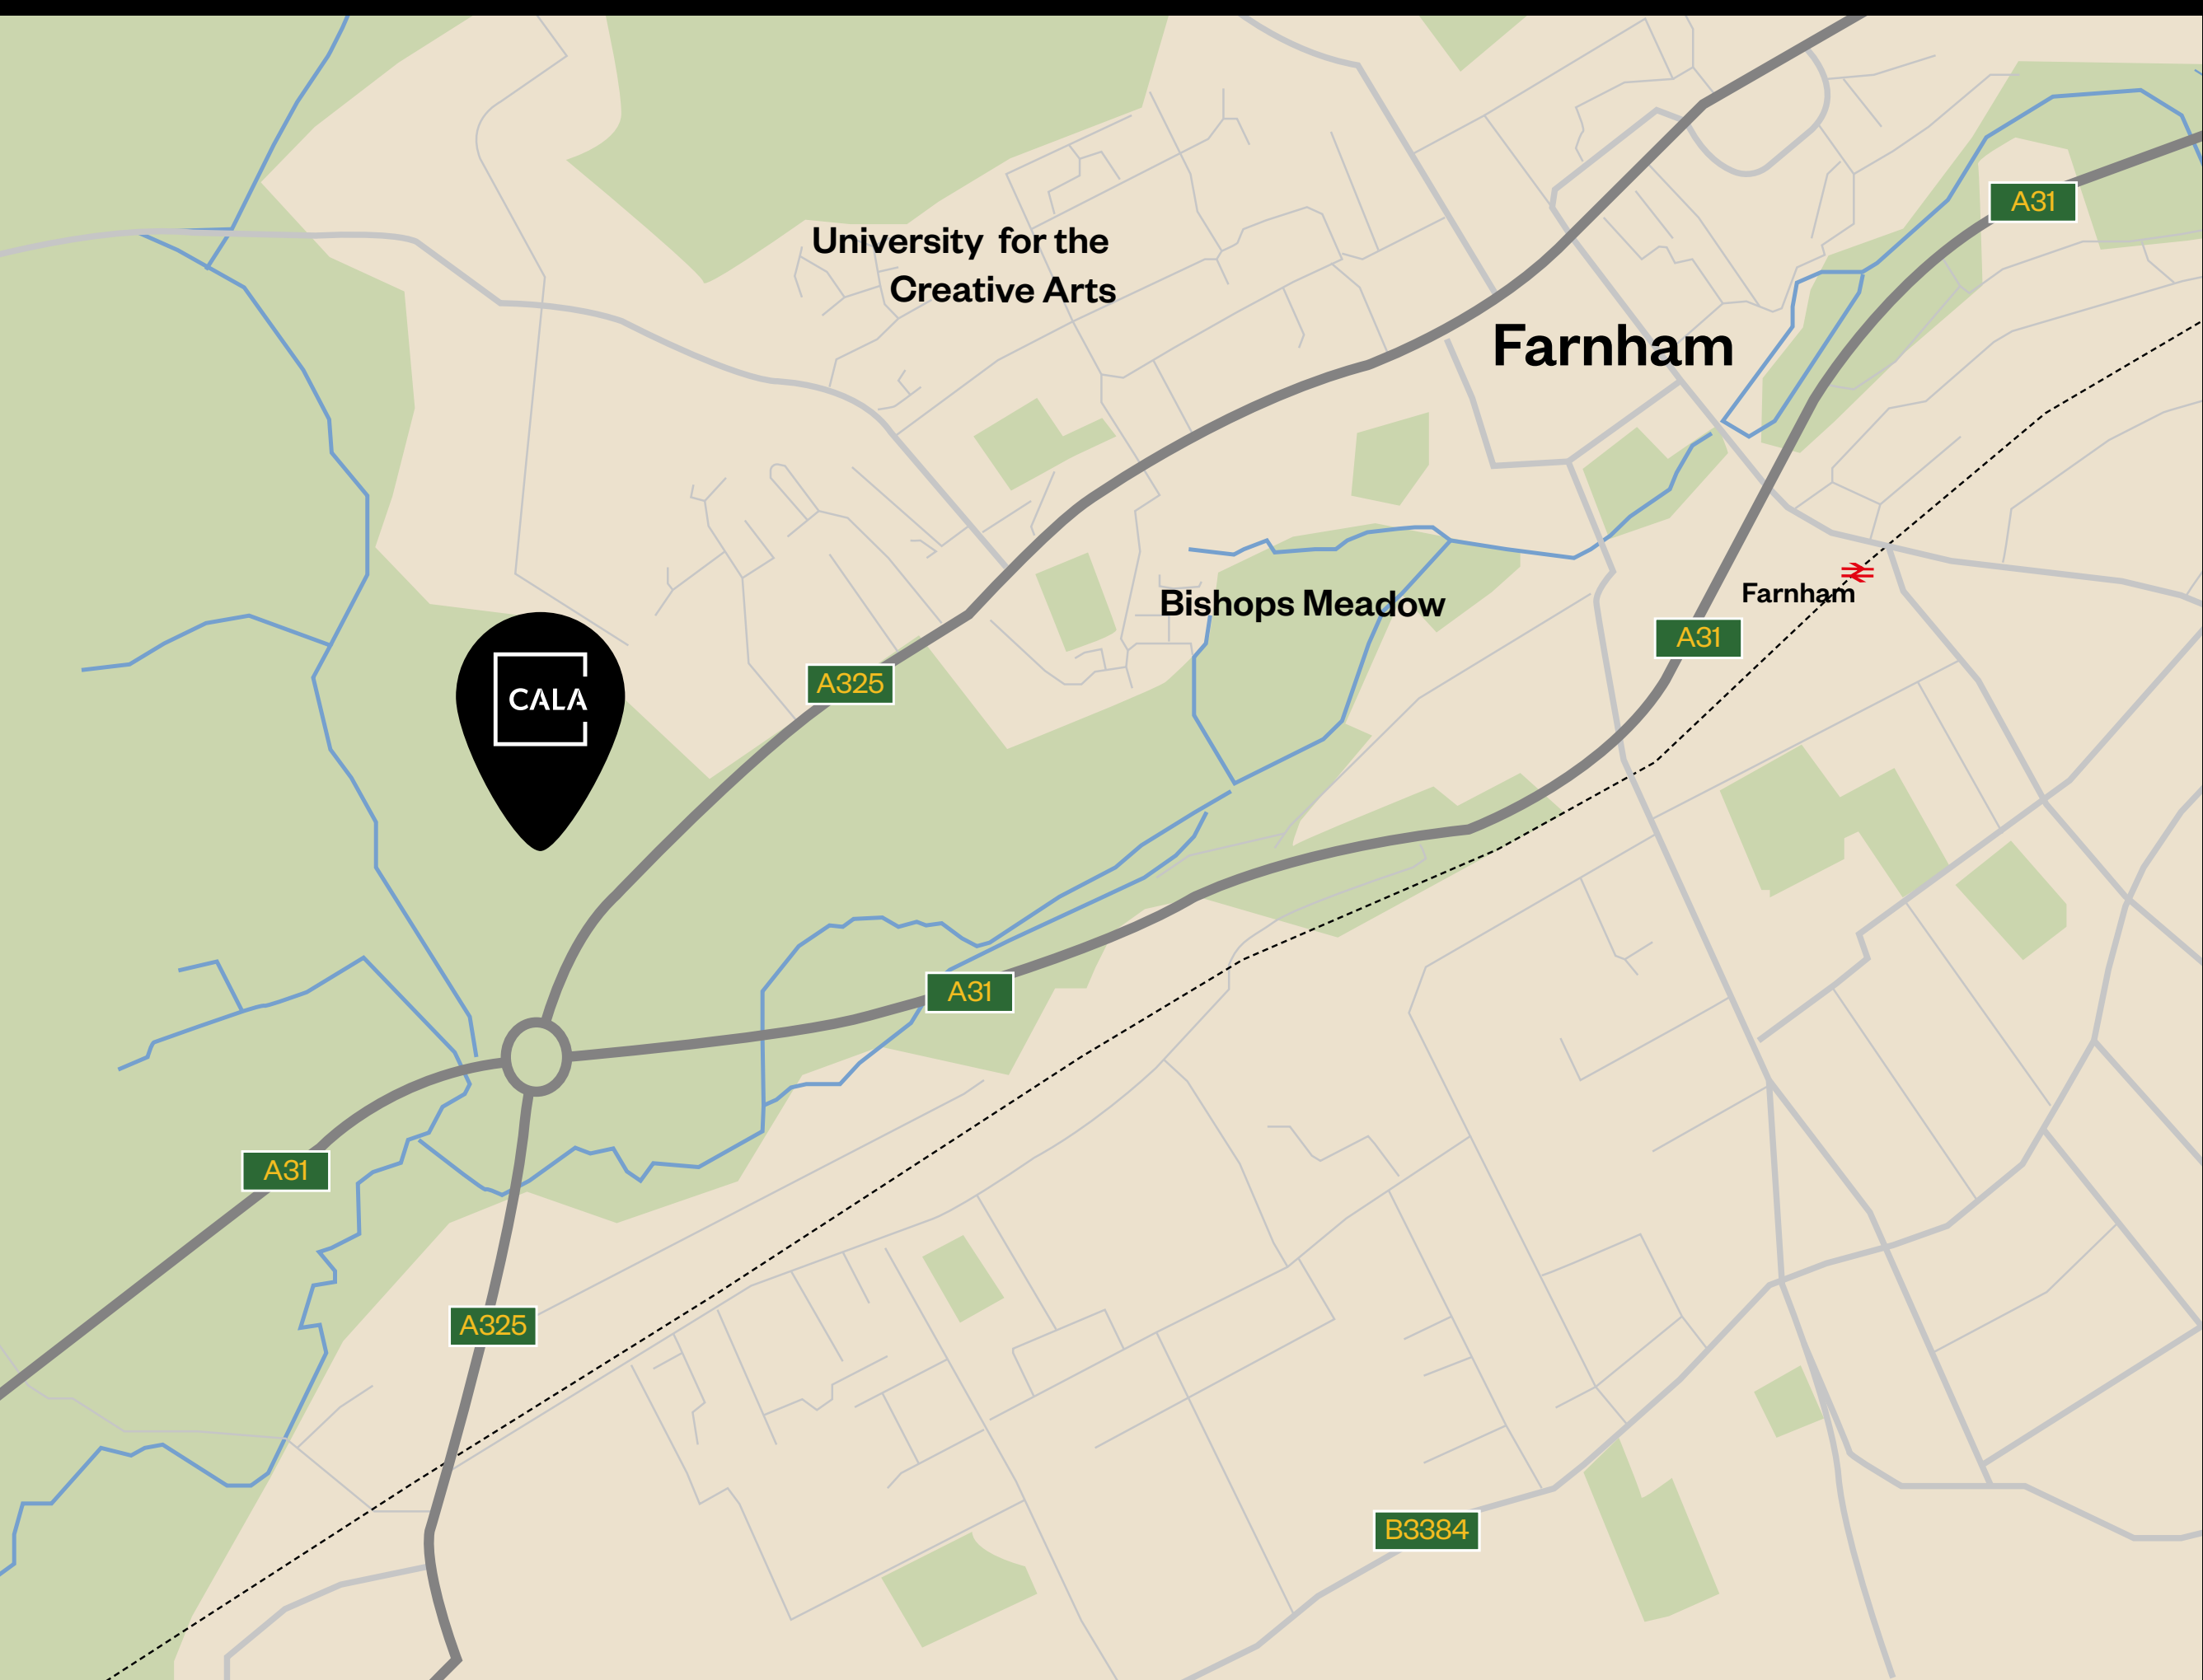 A31
University for the
Creative Arts
Farnham
Farnham
Bishops Meadow
A31
A325
CALA
A31
A31
A325
B3384